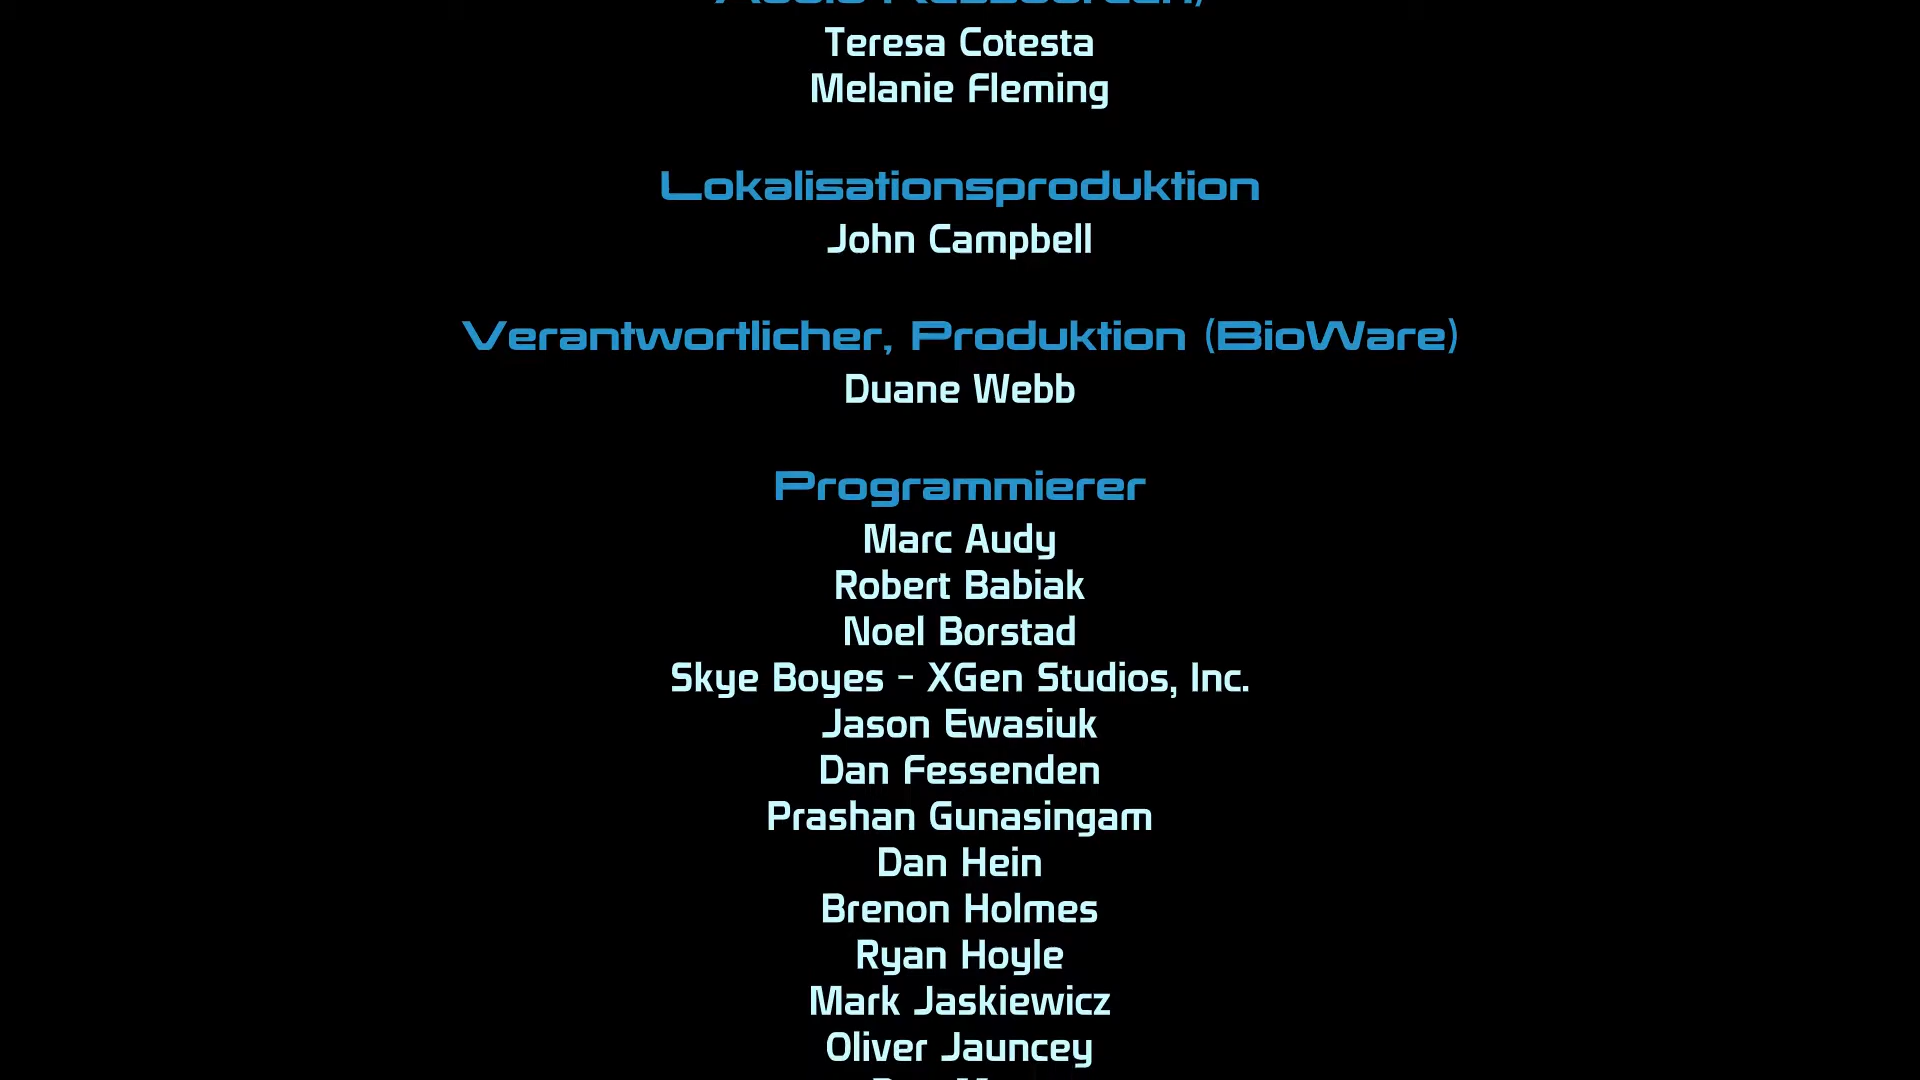 Teresa Cotesta
Melanie Fleming
Lokalisationsproduktion
John Campbell
Verantwortlicher, Produktion (BioWare)
Duane Webb
Programmierer
Marc Audy
Robert Babiak
Noel Borstad
Skye Boyes - XGen Studios, Inc.
Jason Ewasiuk
Dan Fessenden
Prashan Gunasingam
Dan Hein
Brenon Holmes
Ryan Hoyle
Mark Jaskiewicz
Oliver Jauncey